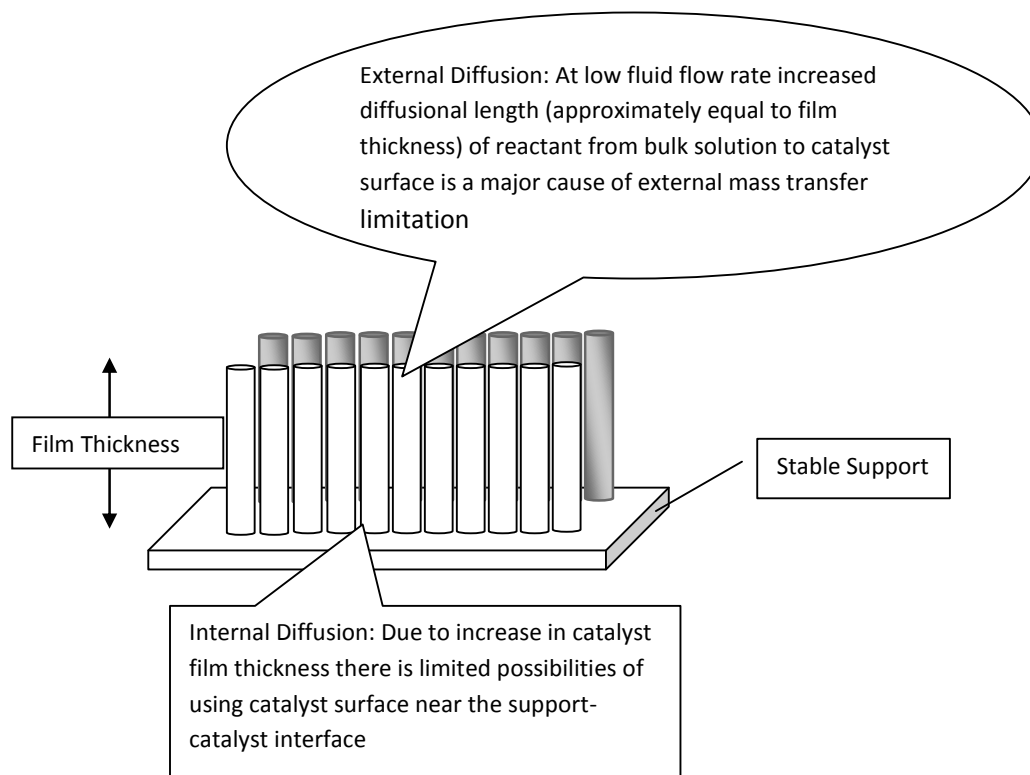 External Diffusion: At low fluid flow rate increased
diffusional length (approximately equal to film
thickness) of reactant from bulk solution to catalyst
surface is a major cause of external mass transfer
limitation
Film Thickness
Stable Support
Internal Diffusion: Due to increase in catalyst
film thickness there is limited possibilities of
using catalyst surface near the support-
catalyst interface